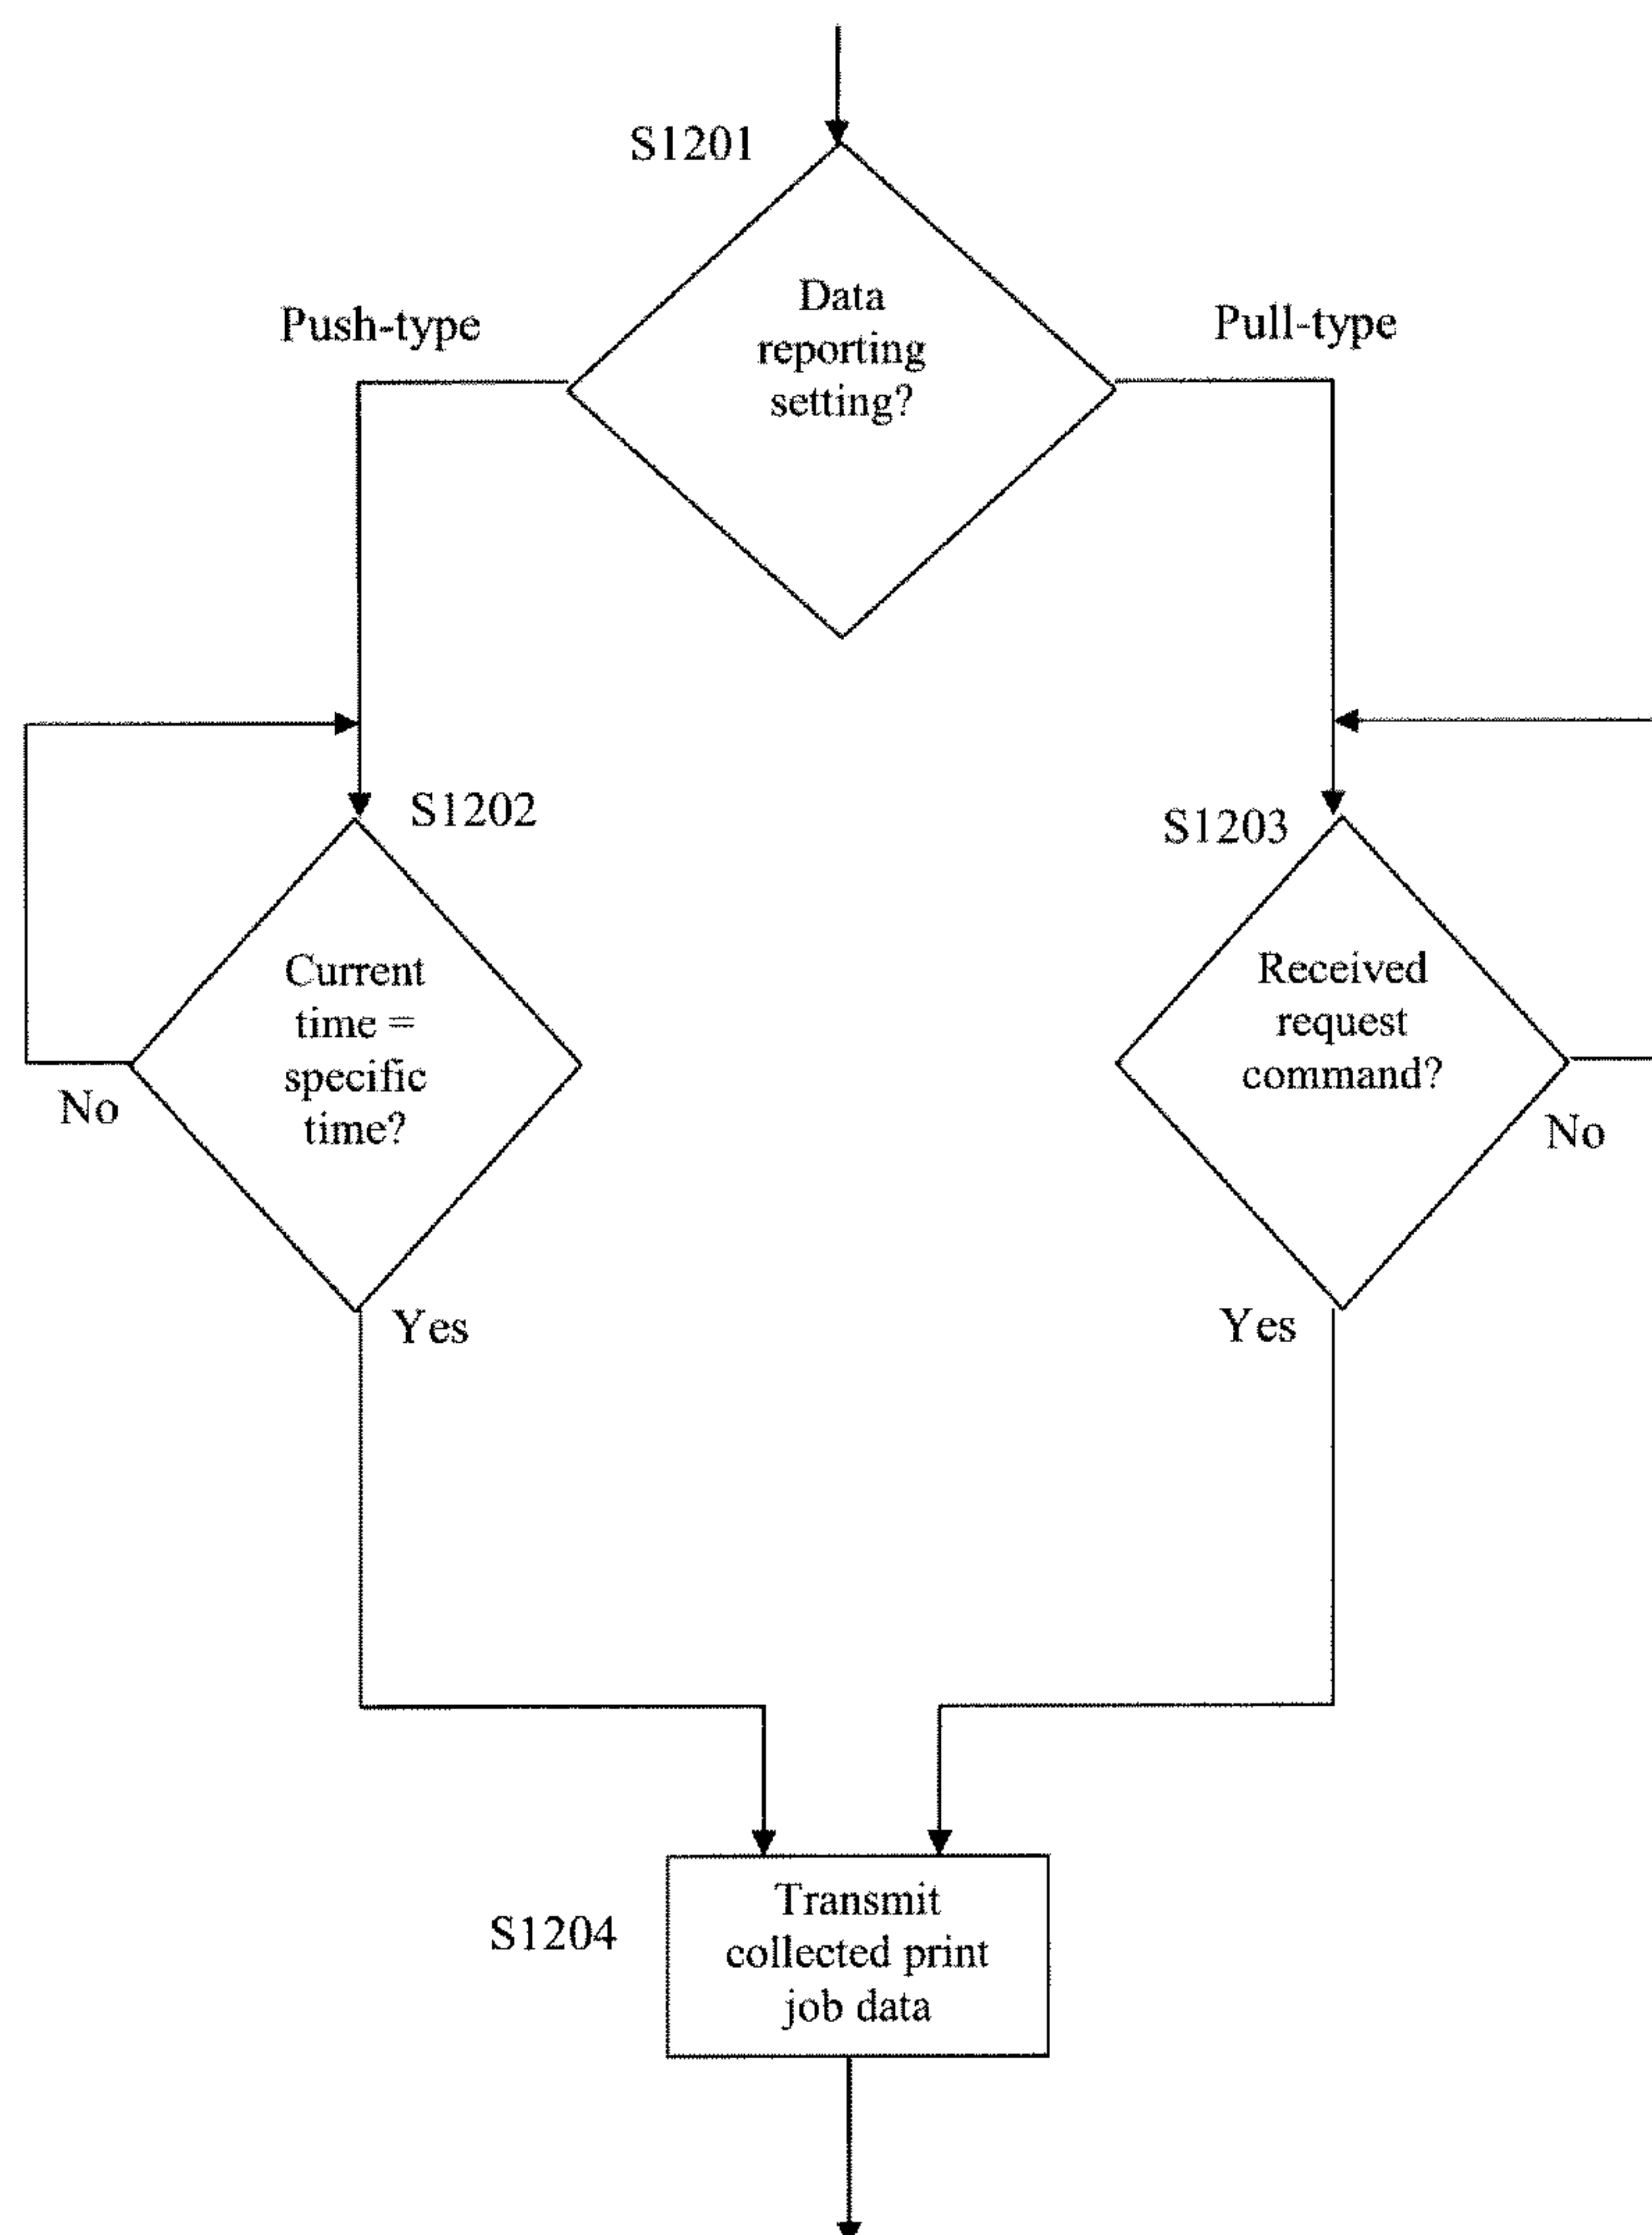 S1201
Data
reporting
setting?
Push-type
Pull-type
S1202
Current
time =
specific
time?
No
Yes
S1203
Received
request
command?
No
Yes
S1204
Transmit
collected print
job data